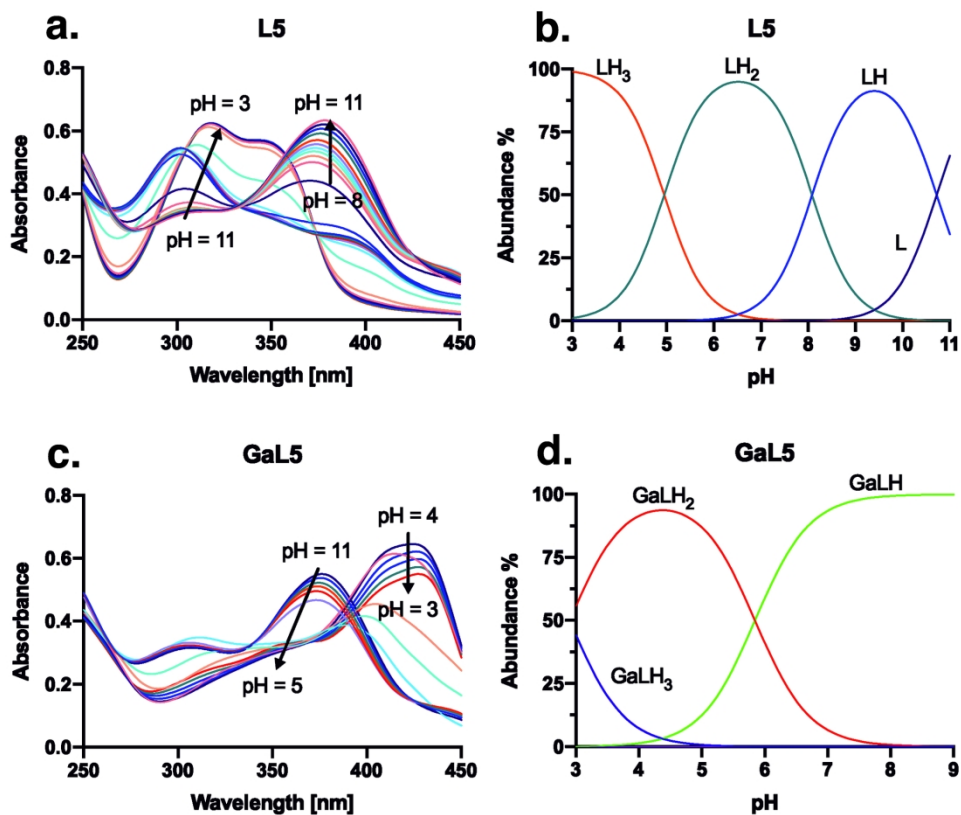 a.
L5
Absorbance
0.8
0.6
0.4
0.2
0.0
pH = 3
pH = 11
pH = 11
pH = 8
250
300
350
400
450
Wavelength [nm]
b.
L5
Abundance %
100
75
50
25
0
LH₃
LH₂
LH
L
3
4
5
6
7
8
9
10
11
pH
c.
GaL5
Absorbance
0.8
0.6
0.4
0.2
0.0
pH = 11
pH = 4
pH = 5
pH = 3
250
300
350
400
450
Wavelength [nm]
d.
GaL5
Abundance %
100
75
50
25
0
GaLH₂
GaLH
GaLH₃
3
4
5
6
7
8
9
pH